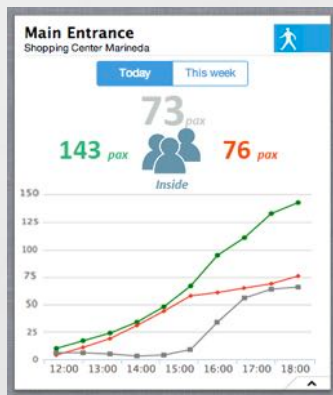 Main Entrance
Shopping Center Marineda
Today This week
73 pax
143 pax 76 pax
Inside
150
125
100
75
50
25
0
12:00 13:00 14:00 15:00 16:00 17:00 18:00